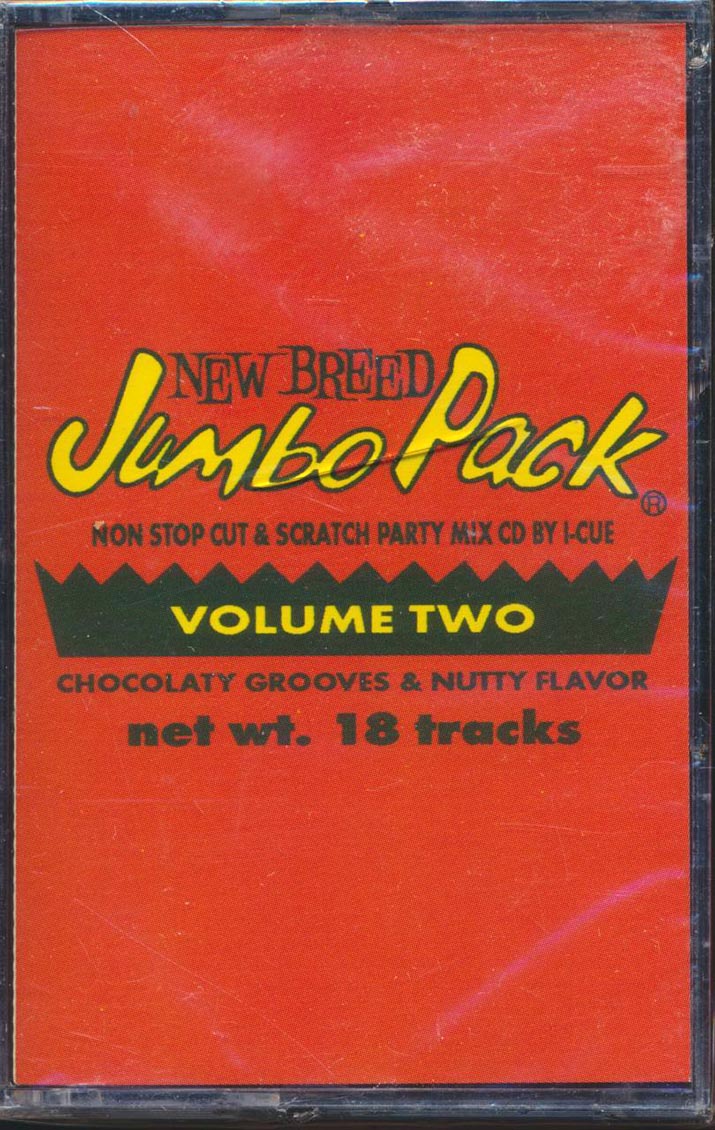 NEW BREED
Jumbo Pack
®
NON STOP CUT & SCRATCH PARTY MIX CD BY I-CUE
VOLUME TWO
CHOCOLATY GROOVES & NUTTY FLAVOR
net wt. 18 tracks